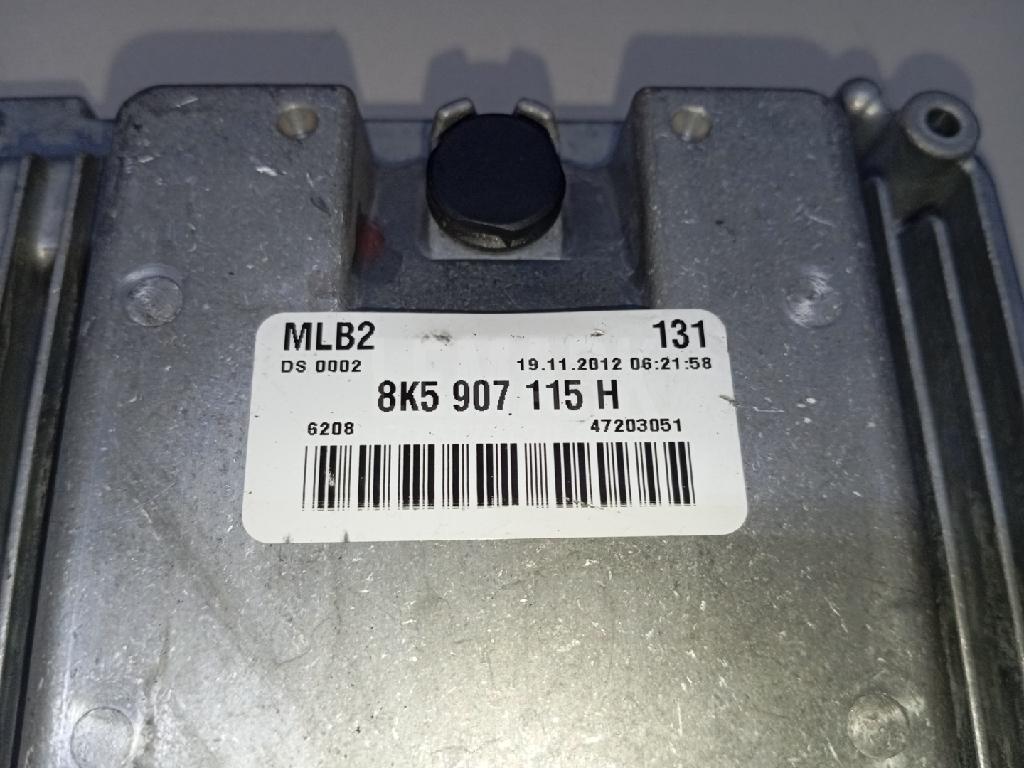 MLB2 131
DS 0002 19.11.2012 06:21:58
8K5 907 115 H
6208 47203051